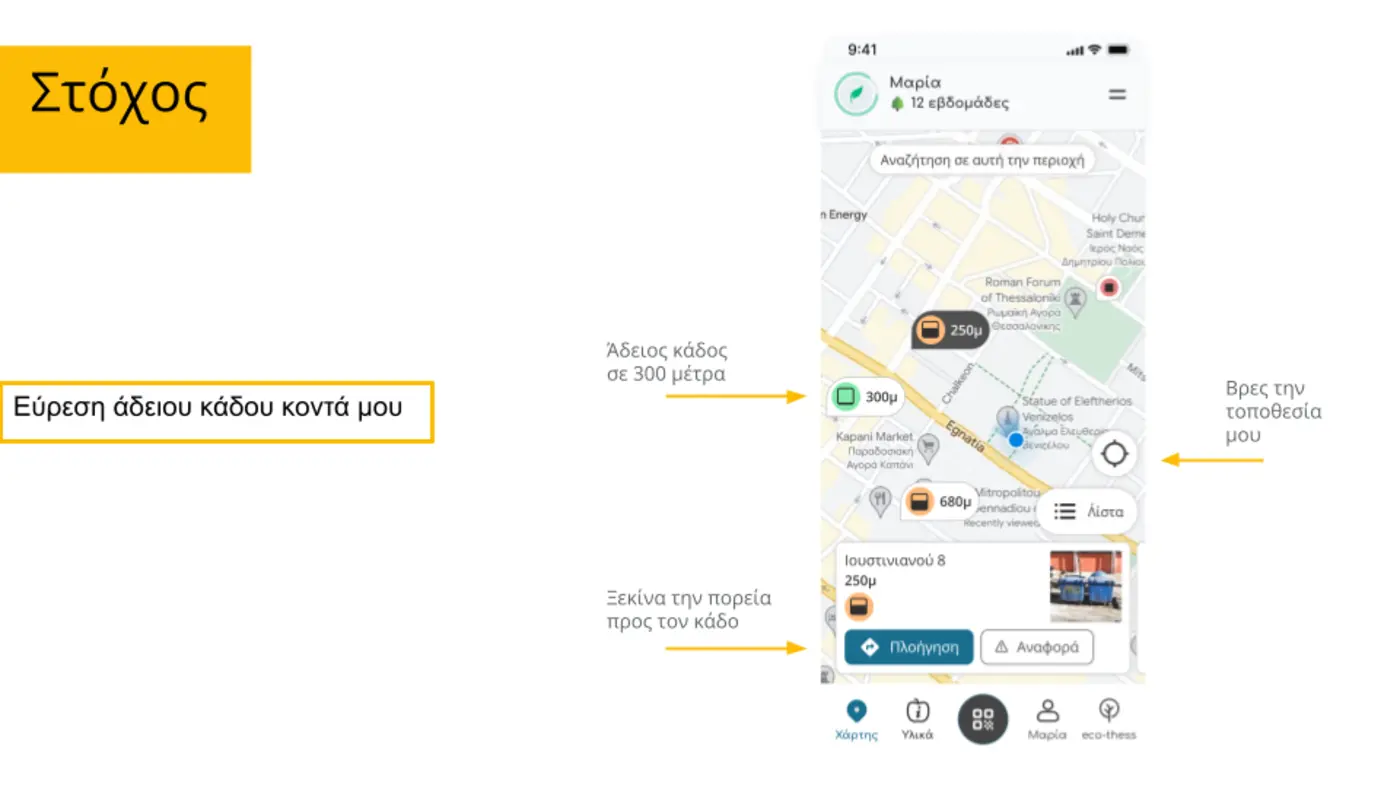 Στόχος
Εύρεση άδειου κάδου κοντά μου
Άδειος κάδος
σε 300 μέτρα
Ξεκίνα την πορεία
προς τον κάδο
9:41
Μαρία
12 εβδομάδες
Αναζήτηση σε αυτή την περιοχή
n Energy
Holy Chur
Saint Deme
Ιερός Ναός
Δημητρίου Πολιου
Roman Forum
of Thessaloniki
Ρωμαϊκή Αγορά
Θεσσαλονίκης
250μ
Chalkeon
Mits
300μ
Statue of Eleftherios
Venizelos
Άγαλμα Ελευθερίο
Βενιζέλου
Egnatia
Kapani Market
Παραδοσιακή
Αγορά Καπάνι
680μ
Mitropolitou
ennadiou
Recently viewed
Λίστα
Ιουστινιανού 8
250μ
Πλοήγηση
Αναφορά
Χάρτης
Υλικά
Μαρία
eco-thess
Βρες την
τοποθεσία
μου